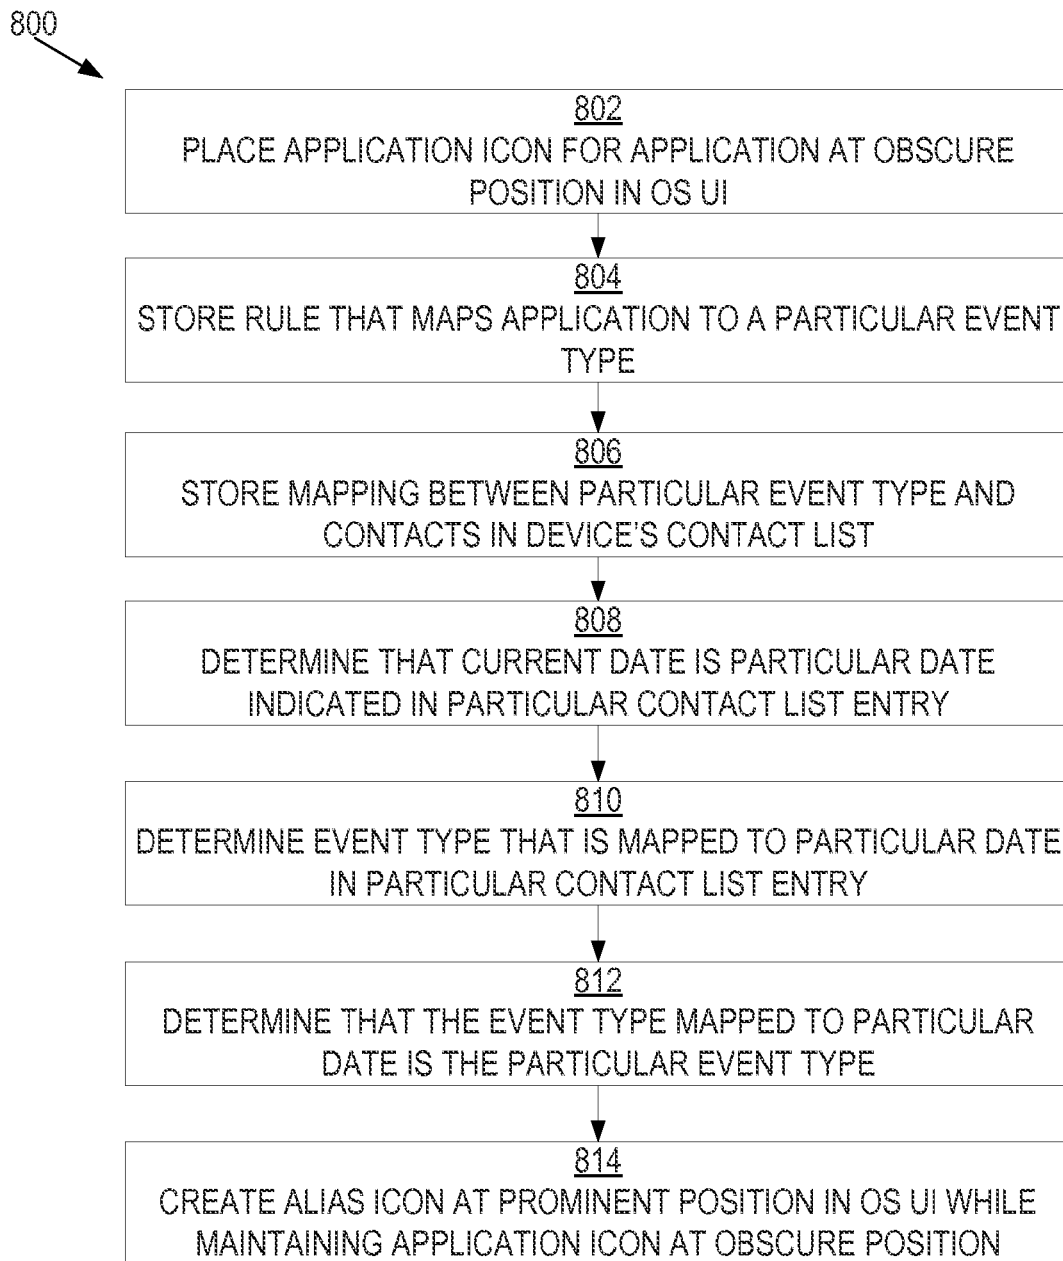 800
802
PLACE APPLICATION ICON FOR APPLICATION AT OBSCURE
POSITION IN OS UI
804
STORE RULE THAT MAPS APPLICATION TO A PARTICULAR EVENT
TYPE
806
STORE MAPPING BETWEEN PARTICULAR EVENT TYPE AND
CONTACTS IN DEVICE'S CONTACT LIST
808
DETERMINE THAT CURRENT DATE IS PARTICULAR DATE
INDICATED IN PARTICULAR CONTACT LIST ENTRY
810
DETERMINE EVENT TYPE THAT IS MAPPED TO PARTICULAR DATE
IN PARTICULAR CONTACT LIST ENTRY
812
DETERMINE THAT THE EVENT TYPE MAPPED TO PARTICULAR
DATE IS THE PARTICULAR EVENT TYPE
814
CREATE ALIAS ICON AT PROMINENT POSITION IN OS UI WHILE
MAINTAINING APPLICATION ICON AT OBSCURE POSITION